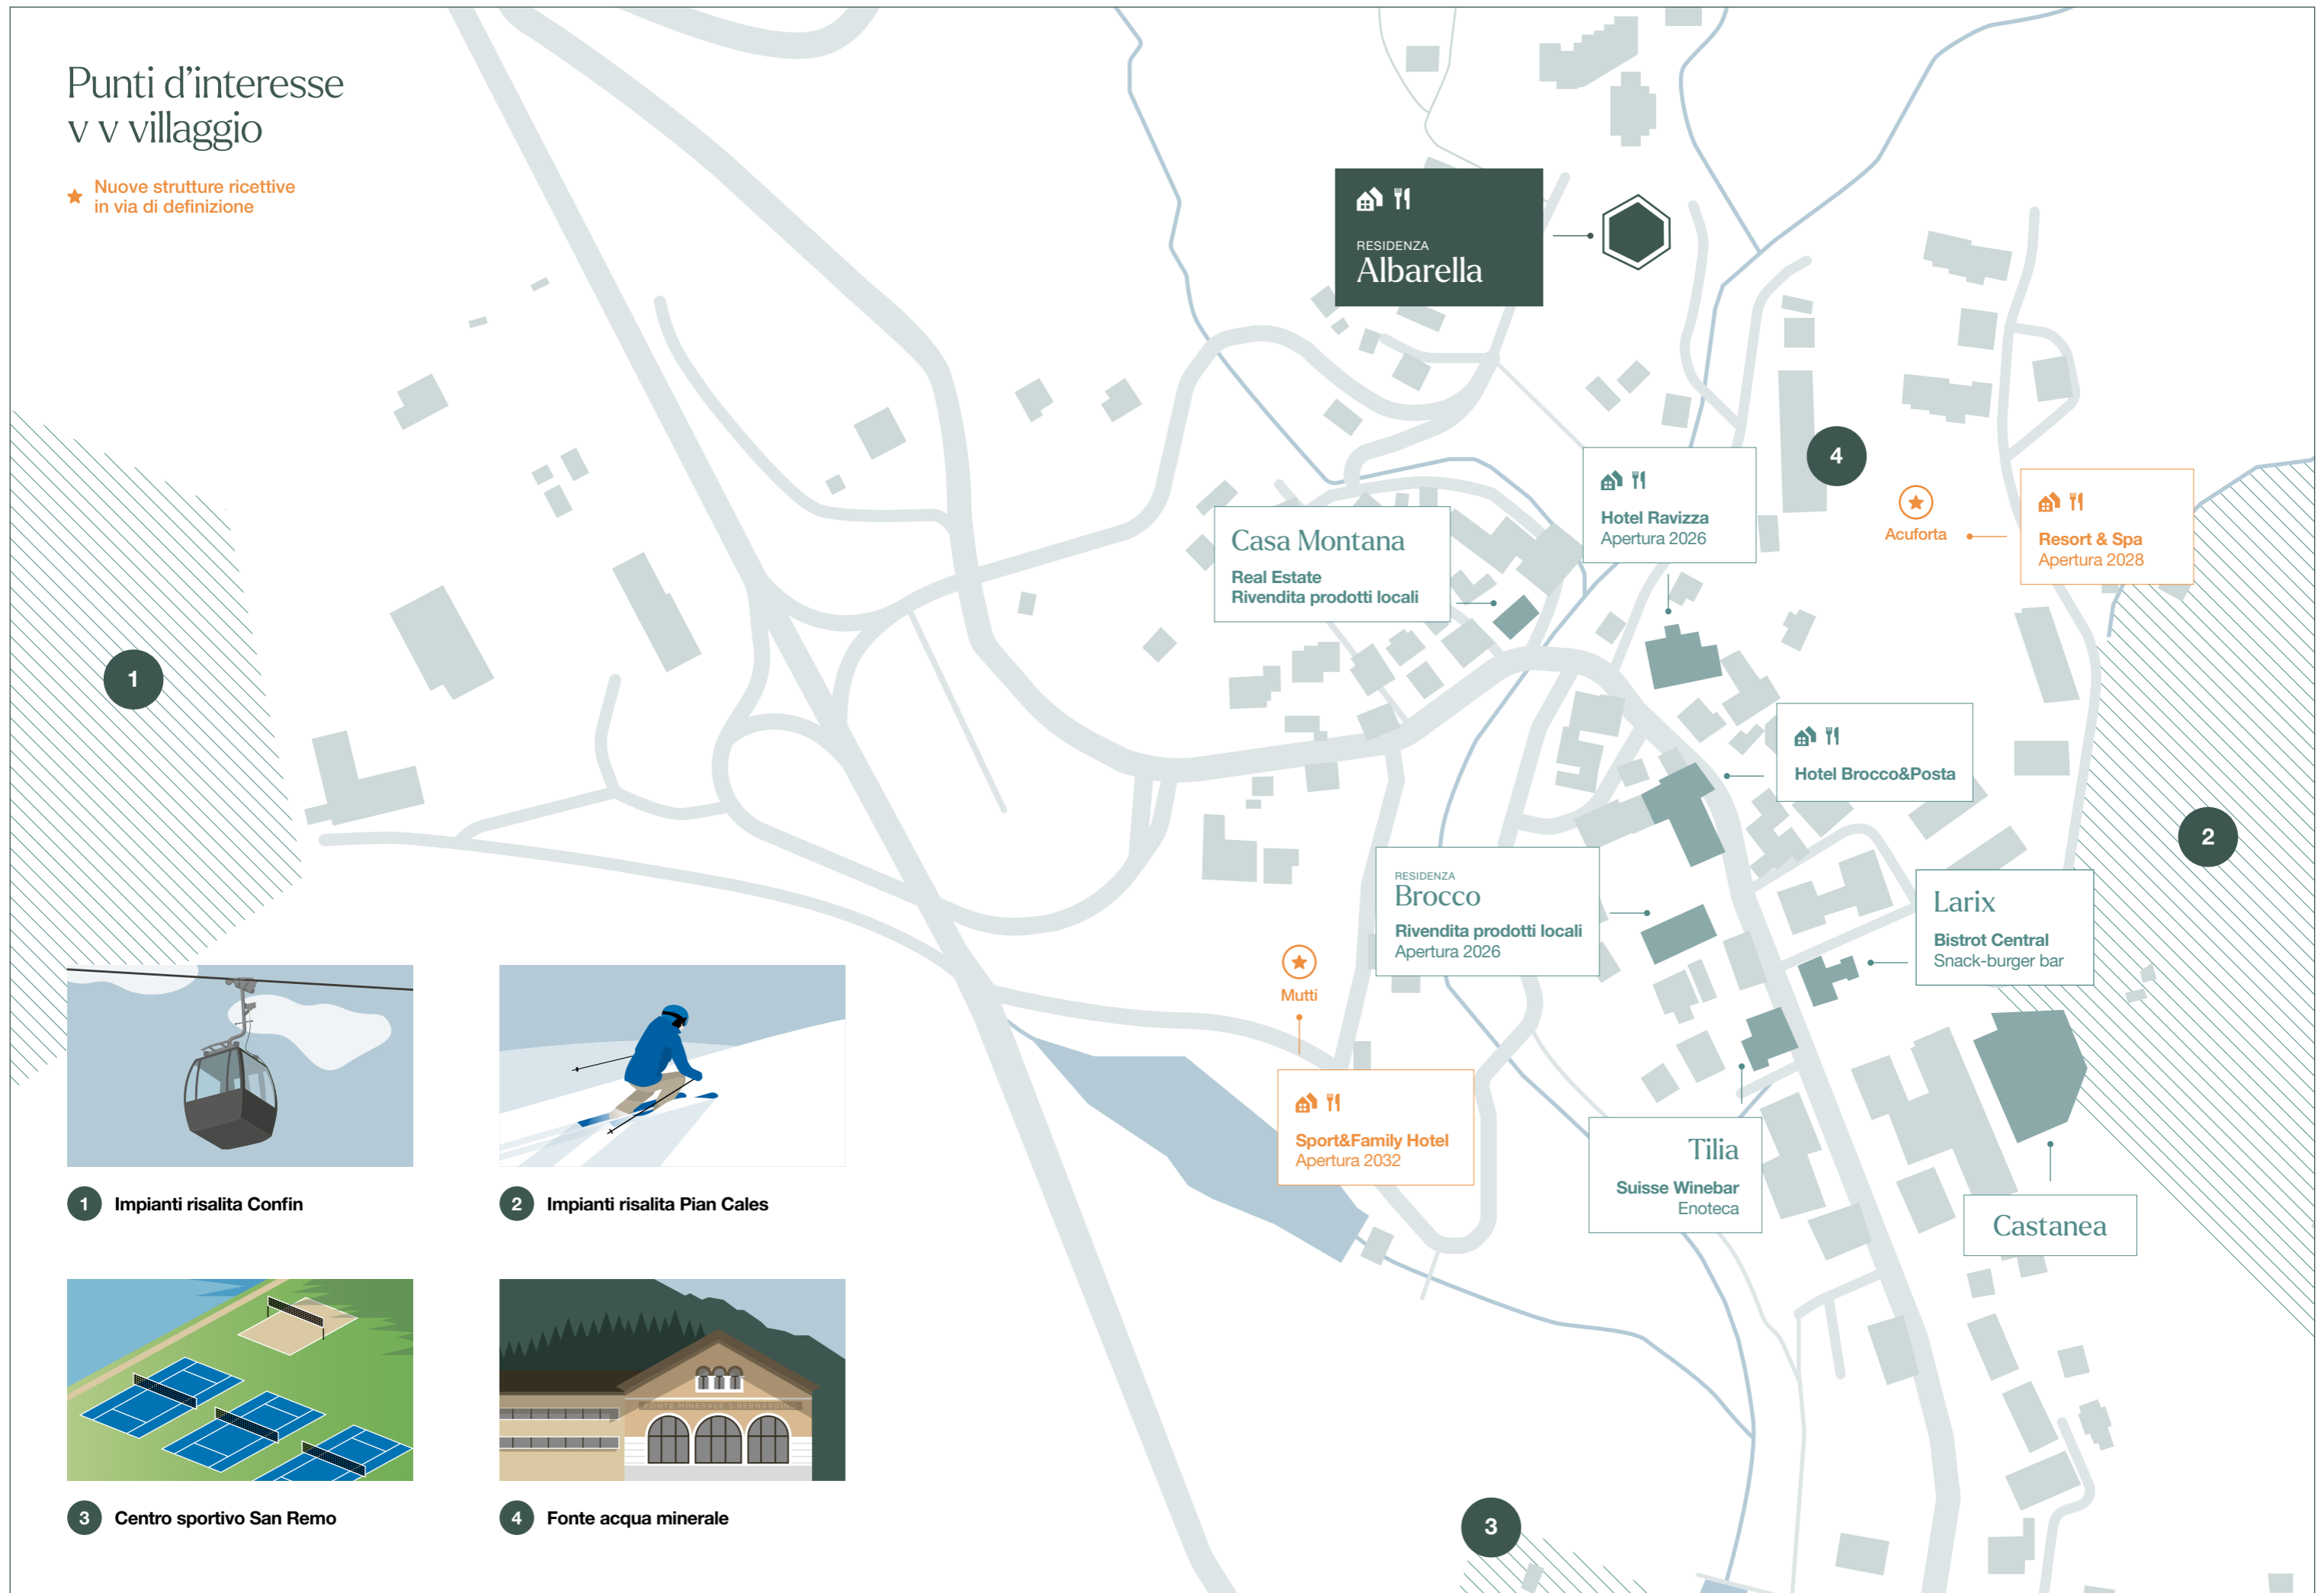 Punti d’interesse
v v villaggio
Nuove strutture ricettive
in via di definizione
RESIDENZA
Albarella
4
Hotel Ravizza
Apertura 2026
Acuforta
Resort & Spa
Apertura 2028
Casa Montana
Real Estate
Rivendita prodotti locali
1
Hotel Brocco&Posta
2
RESIDENZA
Brocco
Rivendita prodotti locali
Apertura 2026
Larix
Bistrot Central
Snack-burger bar
Mutti
Sport&Family Hotel
Apertura 2032
Tilia
Suisse Winebar
Enoteca
Castanea
1 Impianti risalita Confin
2 Impianti risalita Pian Cales
FONTE MINERALE S. BERNARDINO
3 Centro sportivo San Remo
4 Fonte acqua minerale
3